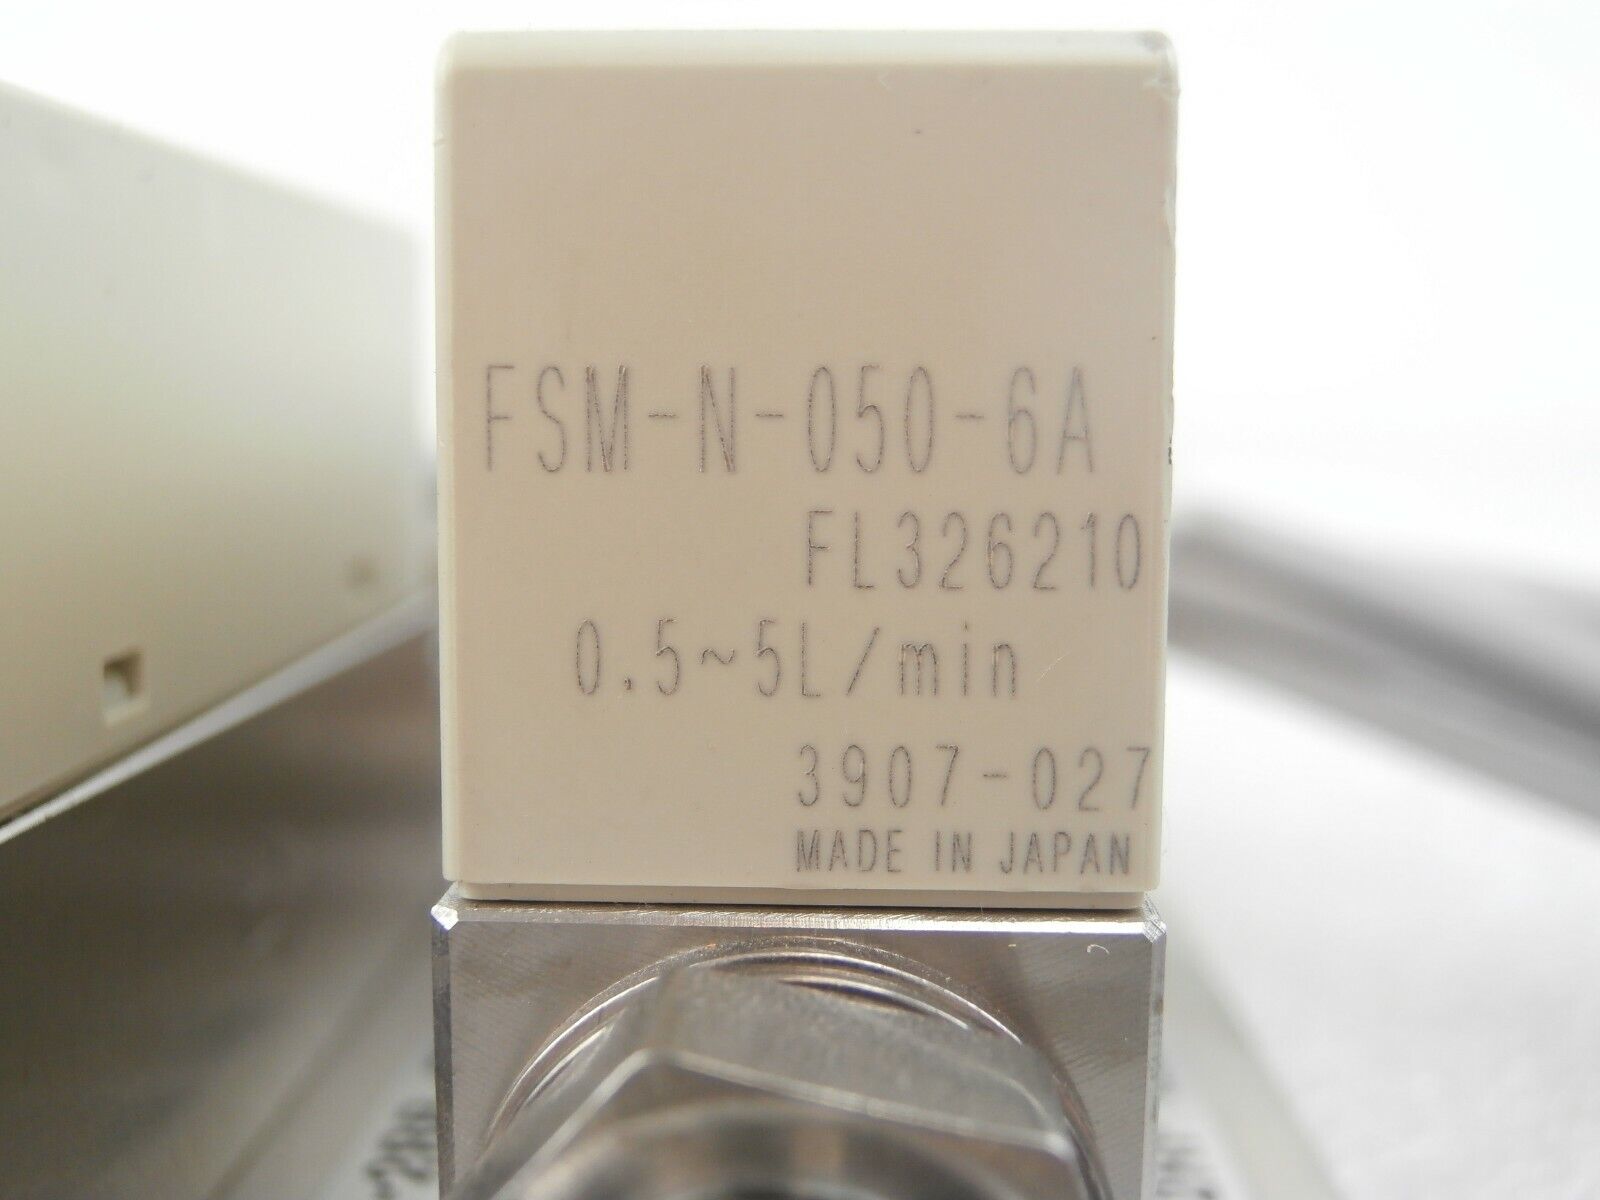 FSM-N-050-6A
FL326210
0.5~5L/min
3907-027
MADE IN JAPAN